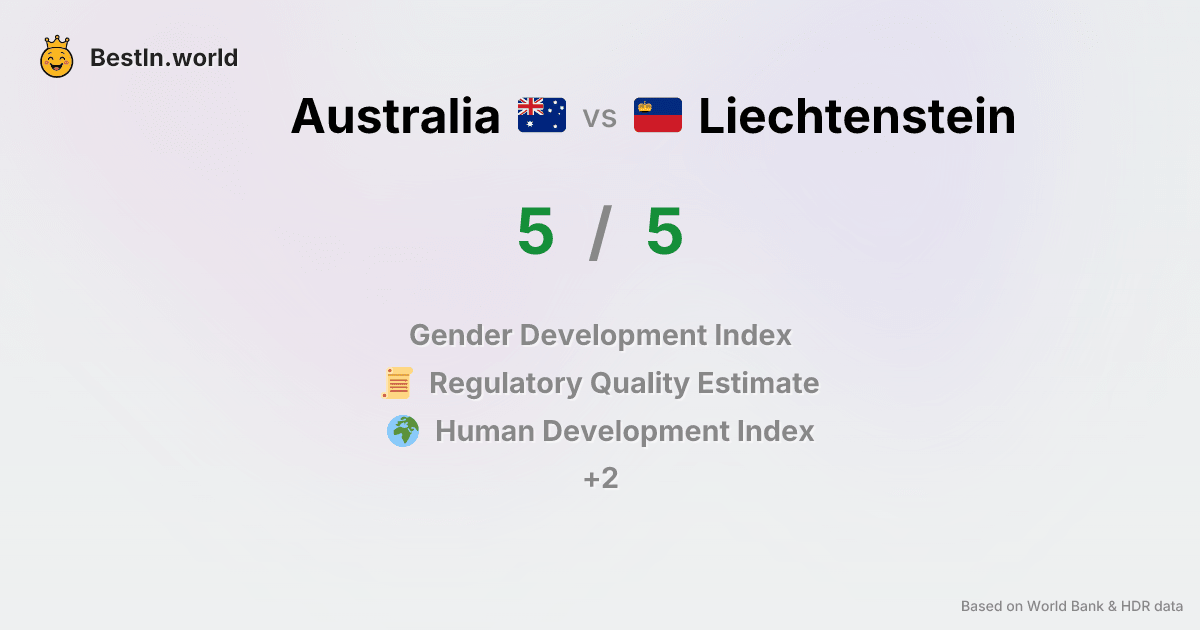 BestIn.world
Australia vs Liechtenstein
5 / 5
Gender Development Index
Regulatory Quality Estimate
Human Development Index
+2
Based on World Bank & HDR data